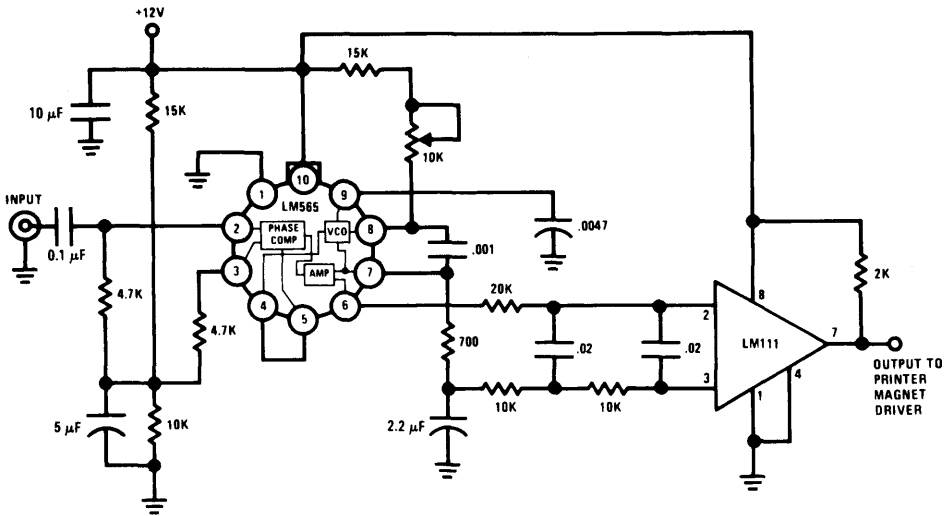 +12V
15K
10 µF
15K
10K
10
1
9
LM565
INPUT
2
PHASE
COMP
VCO
8
.0047
0.1 µF
.001
3
AMP
7
2K
4.7K
4
5
6
20K
2
8
4.7K
700
.02
.02
LM111
7
3
4
1
OUTPUT TO
PRINTER
MAGNET
DRIVER
10K
10K
5 µF
10K
2.2 µF